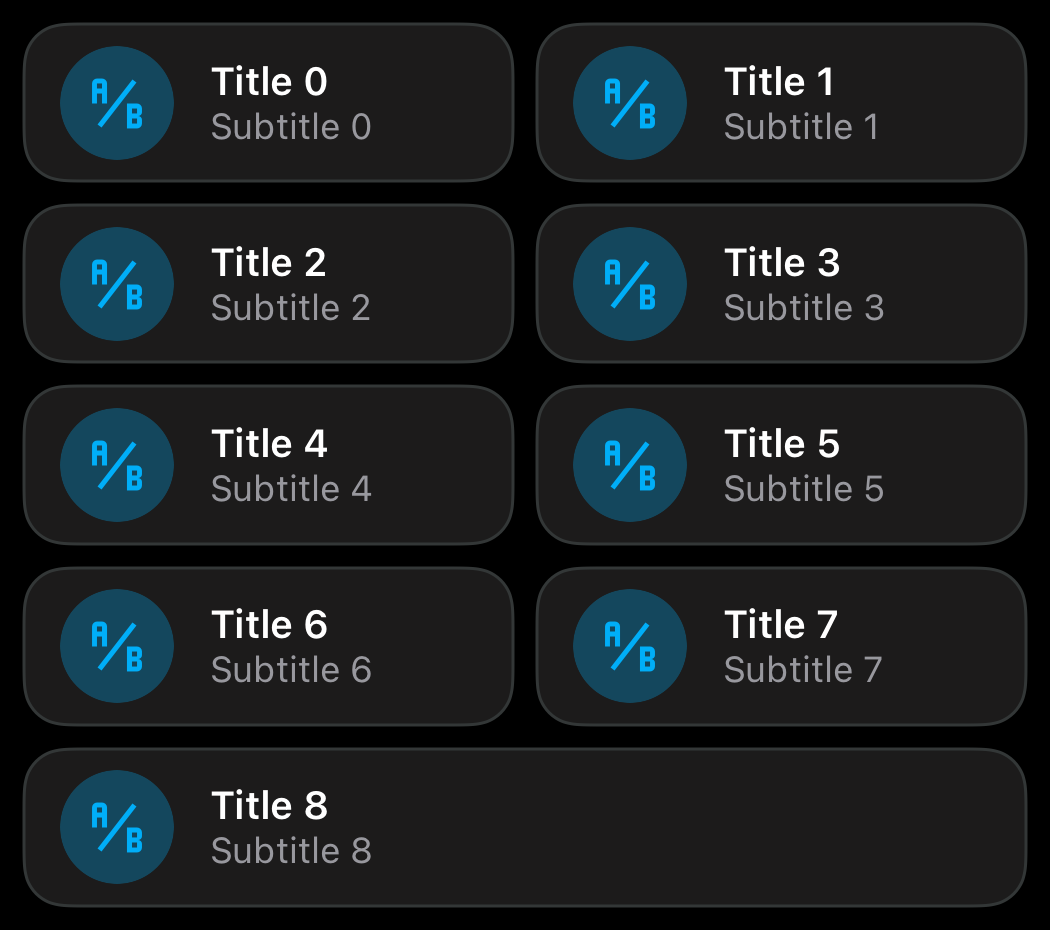 A/B
Title 0
Subtitle 0
A/B
Title 1
Subtitle 1
A/B
Title 2
Subtitle 2
A/B
Title 3
Subtitle 3
A/B
Title 4
Subtitle 4
A/B
Title 5
Subtitle 5
A/B
Title 6
Subtitle 6
A/B
Title 7
Subtitle 7
A/B
Title 8
Subtitle 8